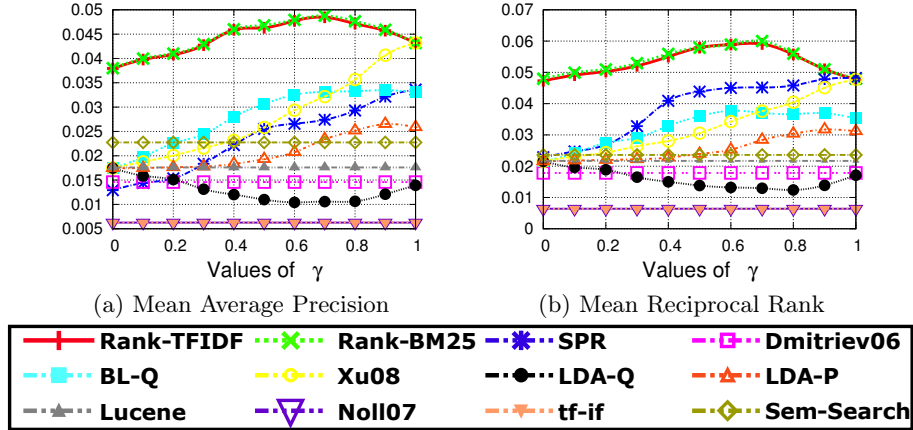 0.05
0.045
0.04
0.035
0.03
0.025
0.02
0.015
0.01
0.005
0 0.2 0.4 0.6 0.8 1
Values of γ
(a) Mean Average Precision
0.07
0.06
0.05
0.04
0.03
0.02
0.01
0
0 0.2 0.4 0.6 0.8 1
Values of γ
(b) Mean Reciprocal Rank
Rank-TFIDF Rank-BM25 SPR Dmitriev06
BL-Q Xu08 LDA-Q LDA-P
Lucene Noll07 tf-if Sem-Search